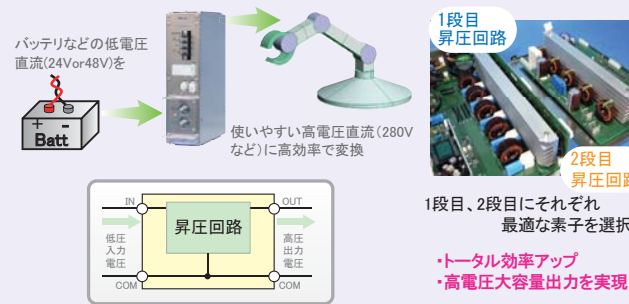 バッテリなどの低電圧
直流(24Vor48V)を
+ -
Batt
使いやすい高電圧直流(280V
など)に高効率で変換
IN
OUT
昇圧回路
低圧
入力
電圧
高圧
出力
電圧
COM
COM
1段目
昇圧回路
2段目
昇圧回路
1段目、2段目にそれぞれ
最適な素子を選択
・トータル効率アップ
・高電圧大容量出力を実現